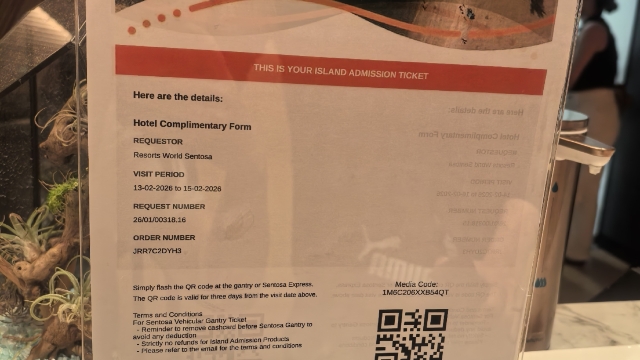 THIS IS YOUR ISLAND ADMISSION TICKET
Here are the details:
Hotel Complimentary Form
REQUESTOR
Resorts World Sentosa
VISIT PERIOD
13-02-2026 to 15-02-2026
REQUEST NUMBER
26/01/00318.16
ORDER NUMBER
JRR7C2DYH3
Simply flash the QR code at the gantry or Sentosa Express.
The QR code is valid for three days from the visit date above.
Terms and Conditions
For Sentosa Vehicular Gantry Ticket
- Reminder to remove cashcard before Sentosa Gantry to
avoid any deduction
- Strictly no refunds for Island Admission Products
- Please refer to the email for the terms and conditions
Media Code:
1M6C206XXB54QT
PUMA